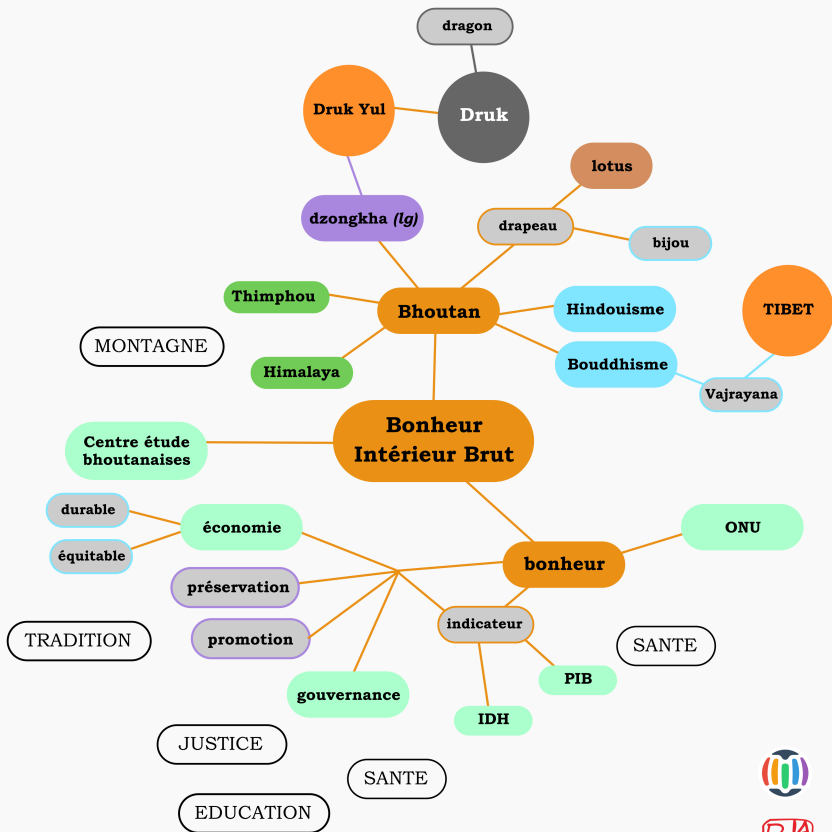 dragon
Druk Yul
Druk
lotus
dzongkha (lg)
drapeau
bijou
Thimphou
Bhoutan
Hindouisme
TIBET
MONTAGNE
Himalaya
Bouddhisme
Vajrayana
Bonheur
Intérieur Brut
Centre étude
bhoutanaises
durable
économie
ONU
équitable
bonheur
préservation
indicateur
promotion
TRADITION
SANTE
PIB
gouvernance
IDH
JUSTICE
SANTE
EDUCATION